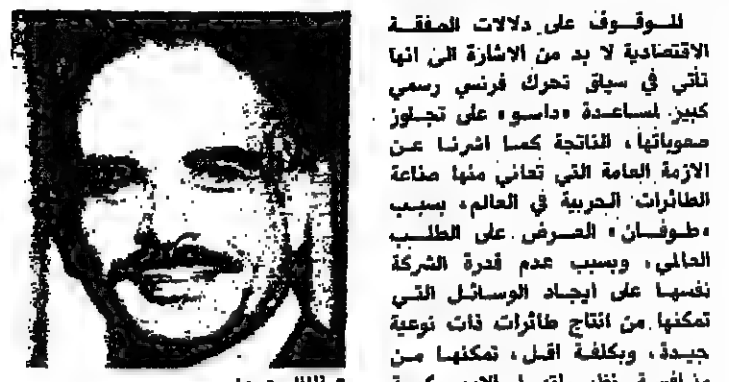 للوقوف على دلالات الصفقة
الاقتصادية لا بد من الاشارة الى انها
تأتي في سياق تحرك فرنسي رسمي
كبير لمساعدة «داسو» على تجاوز
صعوباتها، الناتجة كما اشرنا عن
الازمة العامة التي تعاني منها صناعة
الطائرات الحربية في العالم، بسبب
«طوفان» العرض على الطلب
العالمي، وبسبب عدم قدرة الشركة
نفسها على ايجاد الوسائل التي
تمكنها من انتاج طائرات ذات نوعية
جيدة، وبكلفة اقل، تمكنها من